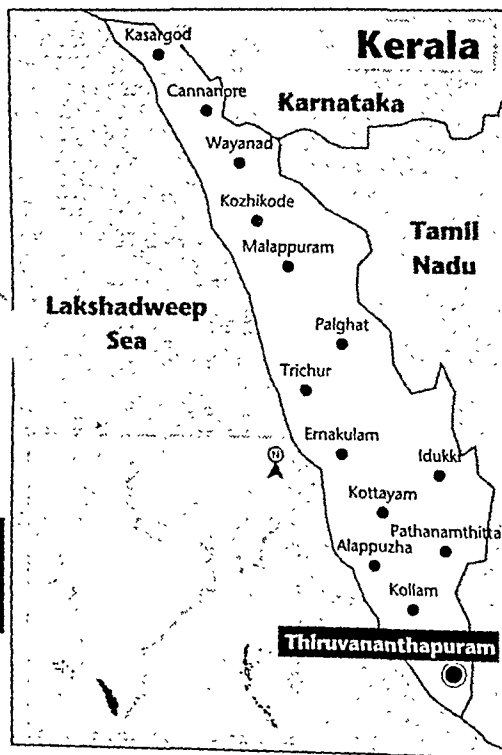 Kerala
Kasargod
Cannanore
Karnataka
Wayanad
Kozhikode
Malappuram
Tamil
Nadu
Lakshadweep
Sea
Palghat
Trichur
Ernakulam
N
Idukki
Kottayam
Pathanamthitta
Alappuzha
Kollam
Thiruvananthapuram